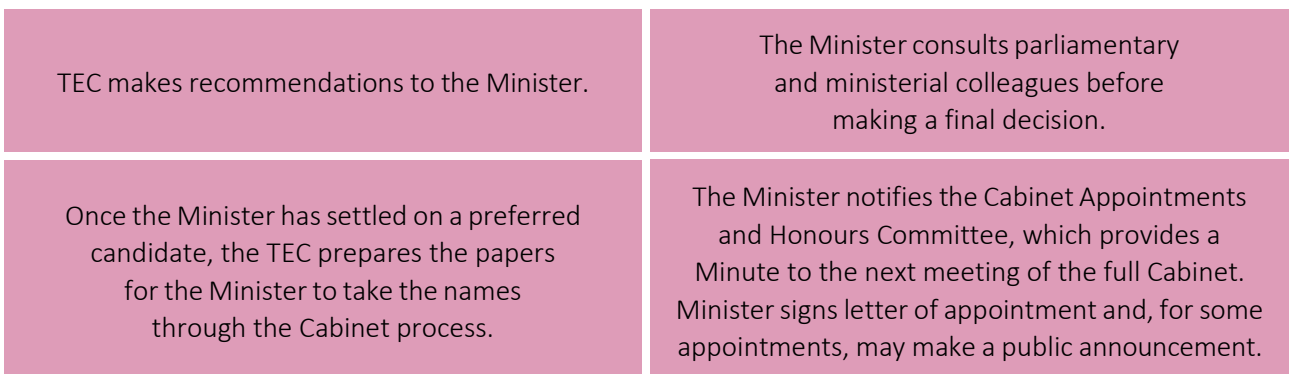 TEC makes recommendations to the Minister.
The Minister consults parliamentary
and ministerial colleagues before
making a final decision.
Once the Minister has settled on a preferred
candidate, the TEC prepares the papers
for the Minister to take the names
through the Cabinet process.
The Minister notifies the Cabinet Appointments
and Honours Committee, which provides a
Minute to the next meeting of the full Cabinet.
Minister signs letter of appointment and, for some
appointments, may make a public announcement.